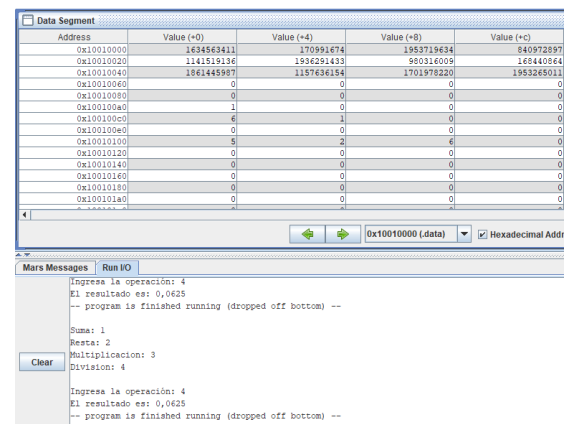 Data Segment
Address Value (+0) Value (+4) Value (+8) Value (+c)
0x10010000 1634563411 170991674 1953719634 840972897
0x10010020 1141519136 1936291433 980316009 168440864
0x10010040 1861445987 1157636154 1701978220 1953265011
0x10010060 0 0 0 0
0x10010080 0 0 0 0
0x100100a0 1 0 0 0
0x100100c0 6 1 0 0
0x100100e0 0 0 0 0
0x10010100 5 2 6 0
0x10010120 0 0 0 0
0x10010140 0 0 0 0
0x10010160 0 0 0 0
0x10010180 0 0 0 0
0x100101a0 0 0 0 0
0x10010000 (.data) Hexadecimal Addr
Mars Messages Run I/O
Ingresa la operación: 4
El resultado es: 0,0625
-- program is finished running (dropped off bottom) --
Suma: 1
Resta: 2
Multiplicacion: 3
Division: 4
Clear
Ingresa la operación: 4
El resultado es: 0,0625
-- program is finished running (dropped off bottom) --